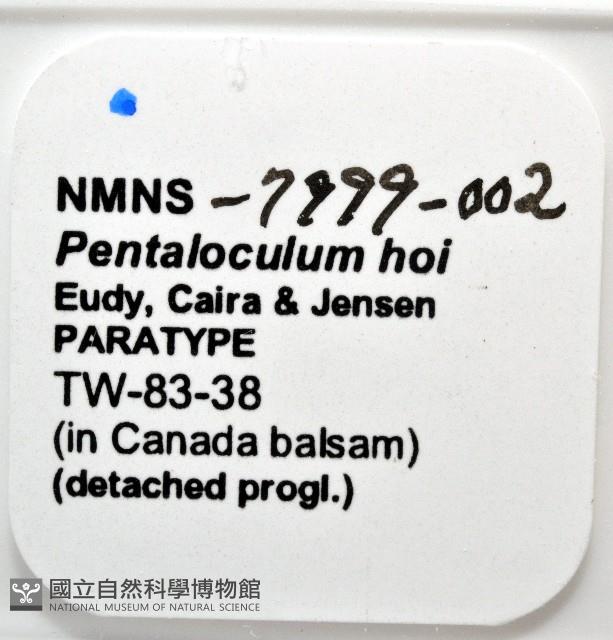 NMNS -7899-002
Pentaloculum hoi
Eudy, Caira & Jensen
PARATYPE
TW-83-38
(in Canada balsam)
(detached progl.)
國立自然科學博物館
NATIONAL MUSEUM OF NATURAL SCIENCE